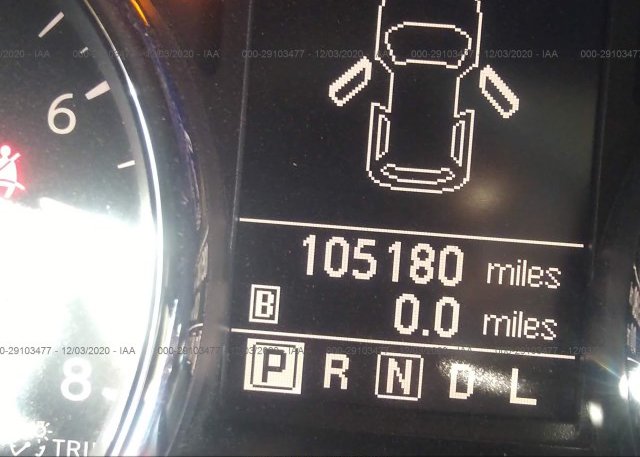 000-29103477 - 12/03/2020 - IAA 000-29103477 - 12/03/2020 - IAA
6
105180 miles
B 0.0 miles
000-29103477 - 12/03/2020 - IAA 000-29103477 - 12/03/2020 - IAA
P R N D L
8